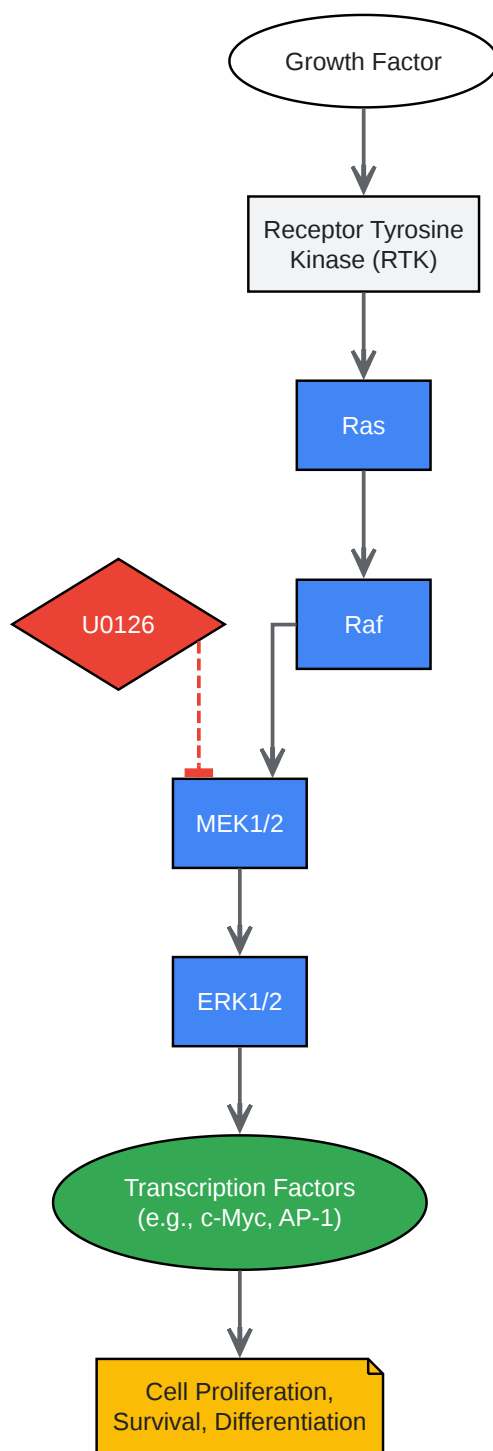 Growth Factor
Receptor Tyrosine
Kinase (RTK)
Ras
U0126
Raf
MEK1/2
ERK1/2
Transcription Factors
(e.g., c-Myc, AP-1)
Cell Proliferation,
Survival, Differentiation